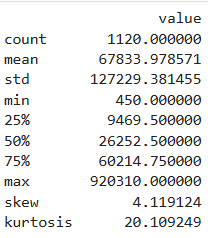 value
count 1120.000000
mean 67833.978571
std 127229.381455
min 450.000000
25% 9469.500000
50% 26252.500000
75% 60214.750000
max 920310.000000
skew 4.119124
kurtosis 20.109249